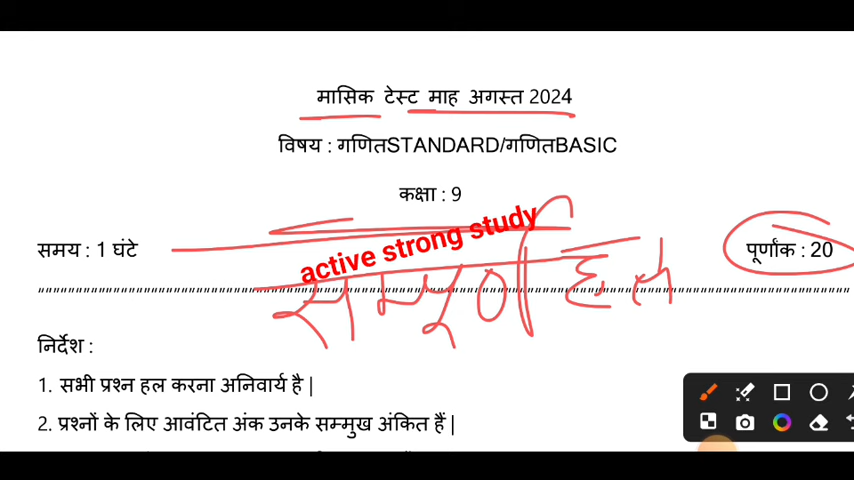 मासिक टेस्ट माह अगस्त 2024
विषय : गणितSTANDARD/गणितBASIC
कक्षा : 9
active strong study
समय : 1 घंटे
पूर्णांक : 20
सम्पूर्ण हल
निर्देश :
1. सभी प्रश्न हल करना अनिवार्य है |
2. प्रश्नों के लिए आवंटित अंक उनके सम्मुख अंकित हैं |